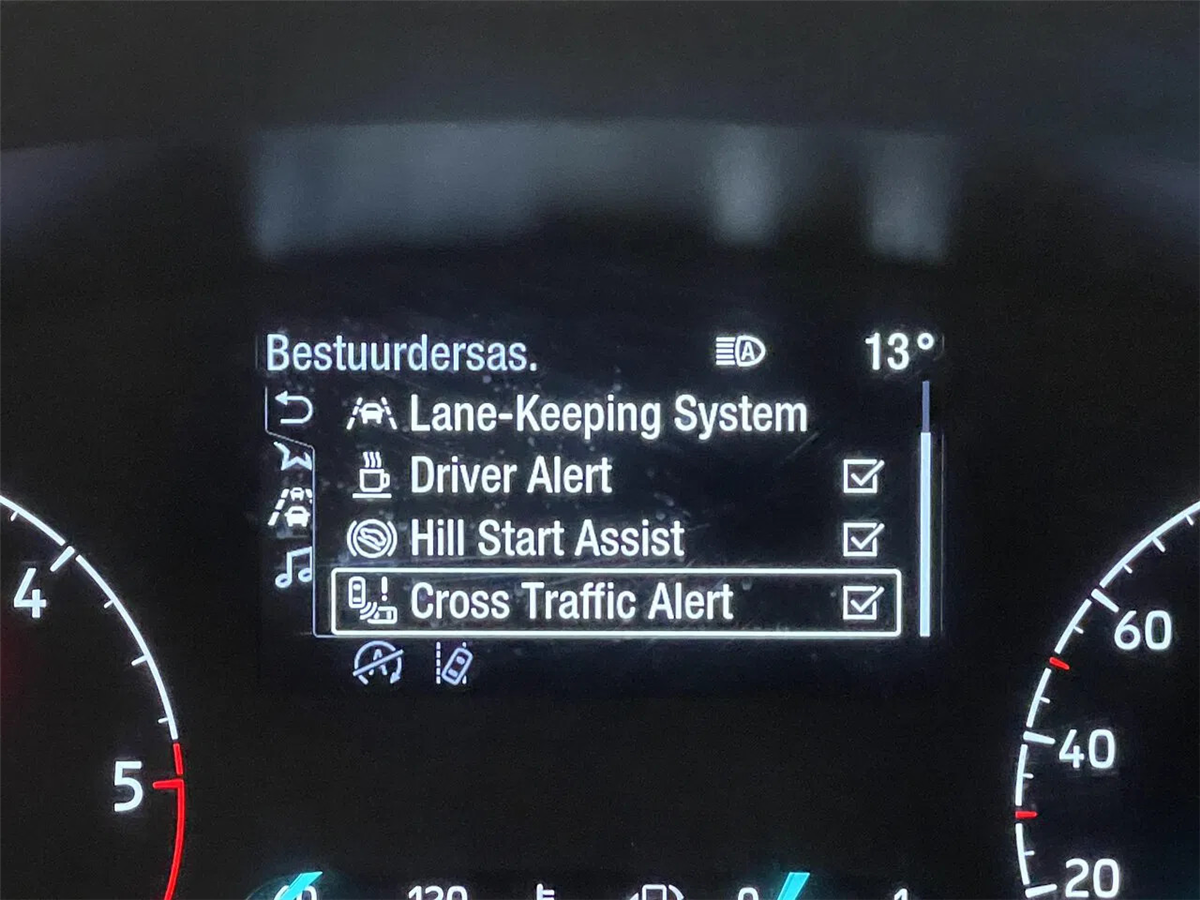 Bestuurdersas. A 13°
Lane-Keeping System
Driver Alert
Hill Start Assist
Cross Traffic Alert
A
4
5
60
40
20